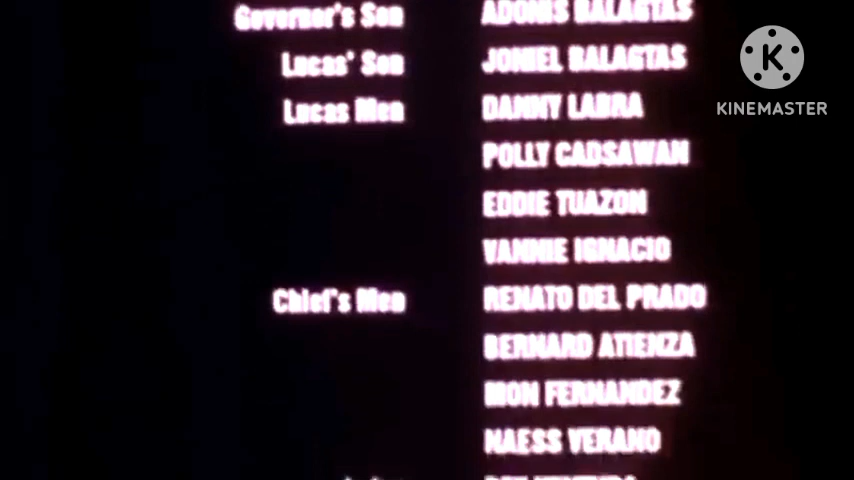 Governor's Son ADONIS BALAGTAS
Lucas' Son JONIEL BALAGTAS
Lucas Men DANNY LABRA
POLLY CADSAWAN
EDDIE TUAZON
VANNIE IGNACIO
Chief's Men RENATO DEL PRADO
BERNARD ATIENZA
MON FERNANDEZ
NAESS VERANO
K
KINEMASTER